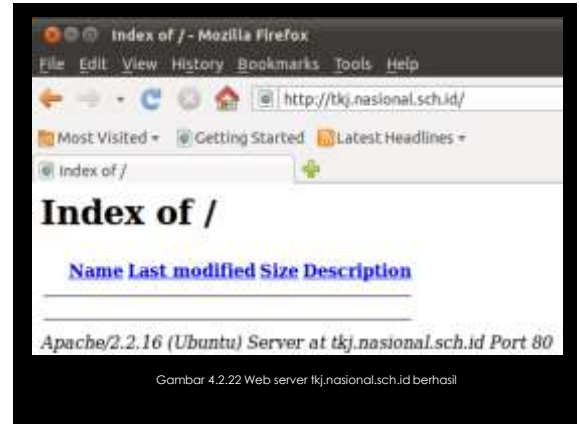 Index of / - Mozilla Firefox
File Edit View History Bookmarks Tools Help
http://tkj.nasional.sch.id/
Most Visited Getting Started Latest Headlines
Index of /
Index of /
Name Last modified Size Description
Apache/2.2.16 (Ubuntu) Server at tkj.nasional.sch.id Port 80
Gambar 4.2.22 Web server tkj.nasional.sch.id berhasil